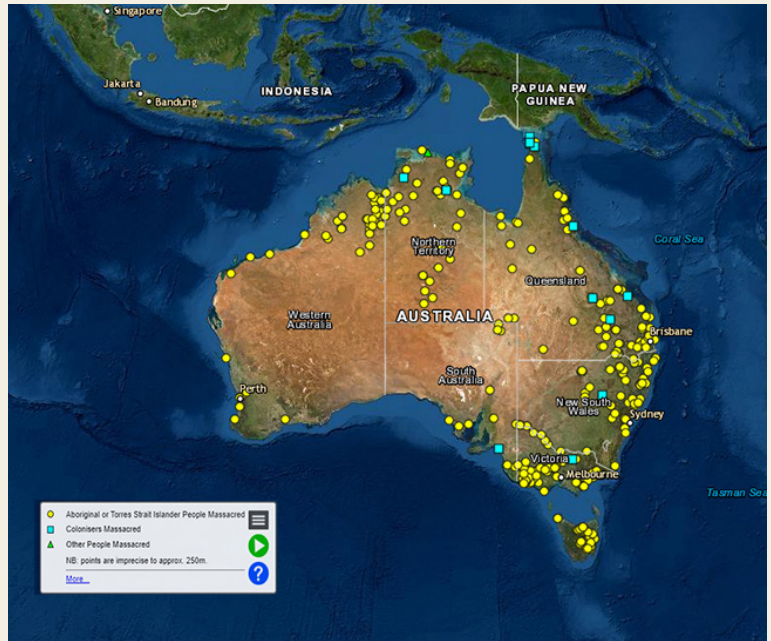 Singapore
Jakarta
Bandung
INDONESIA
PAPUA NEW
GUINEA
Coral Sea
Northern
Territory
Queensland
Western
Australia
AUSTRALIA
Brisbane
South
Australia
Perth
New South
Wales
Sydney
Victoria
Melbourne
Tasman Sea
Aboriginal or Torres Strait Islander People Massacred
Colonisers Massacred
Other People Massacred
NB: points are imprecise to approx. 250m.
More...
?